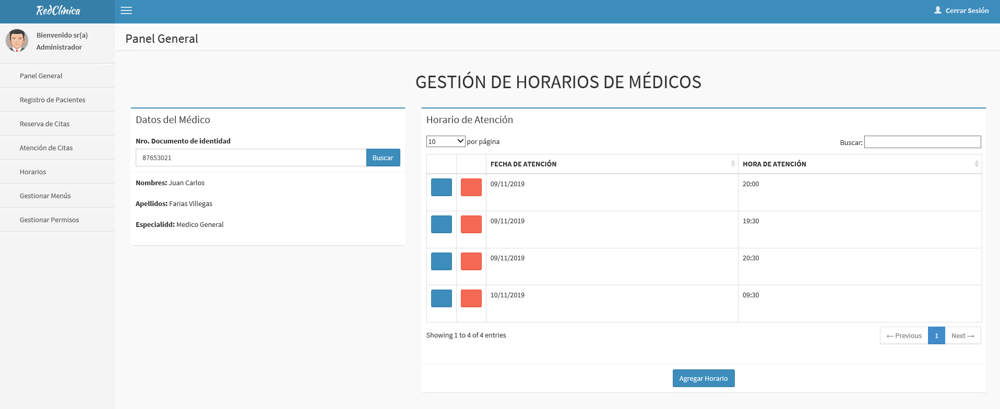 RedClínica
Cerrar Sesión
Bienvenido sr(a)
Administrador
Panel General
Registro de Pacientes
Reserva de Citas
Atención de Citas
Horarios
Gestionar Menús
Gestionar Permisos
Panel General
GESTIÓN DE HORARIOS DE MÉDICOS
Datos del Médico
Nro. Documento de identidad
87653021 Buscar
Nombres: Juan Carlos
Apellidos: Farias Villegas
Especialidd: Medico General
Horario de Atención
10 por página Buscar:
FECHA DE ATENCIÓN HORA DE ATENCIÓN
09/11/2019 20:00
09/11/2019 19:30
09/11/2019 20:30
10/11/2019 09:30
Showing 1 to 4 of 4 entries ← Previous 1 Next →
Agregar Horario